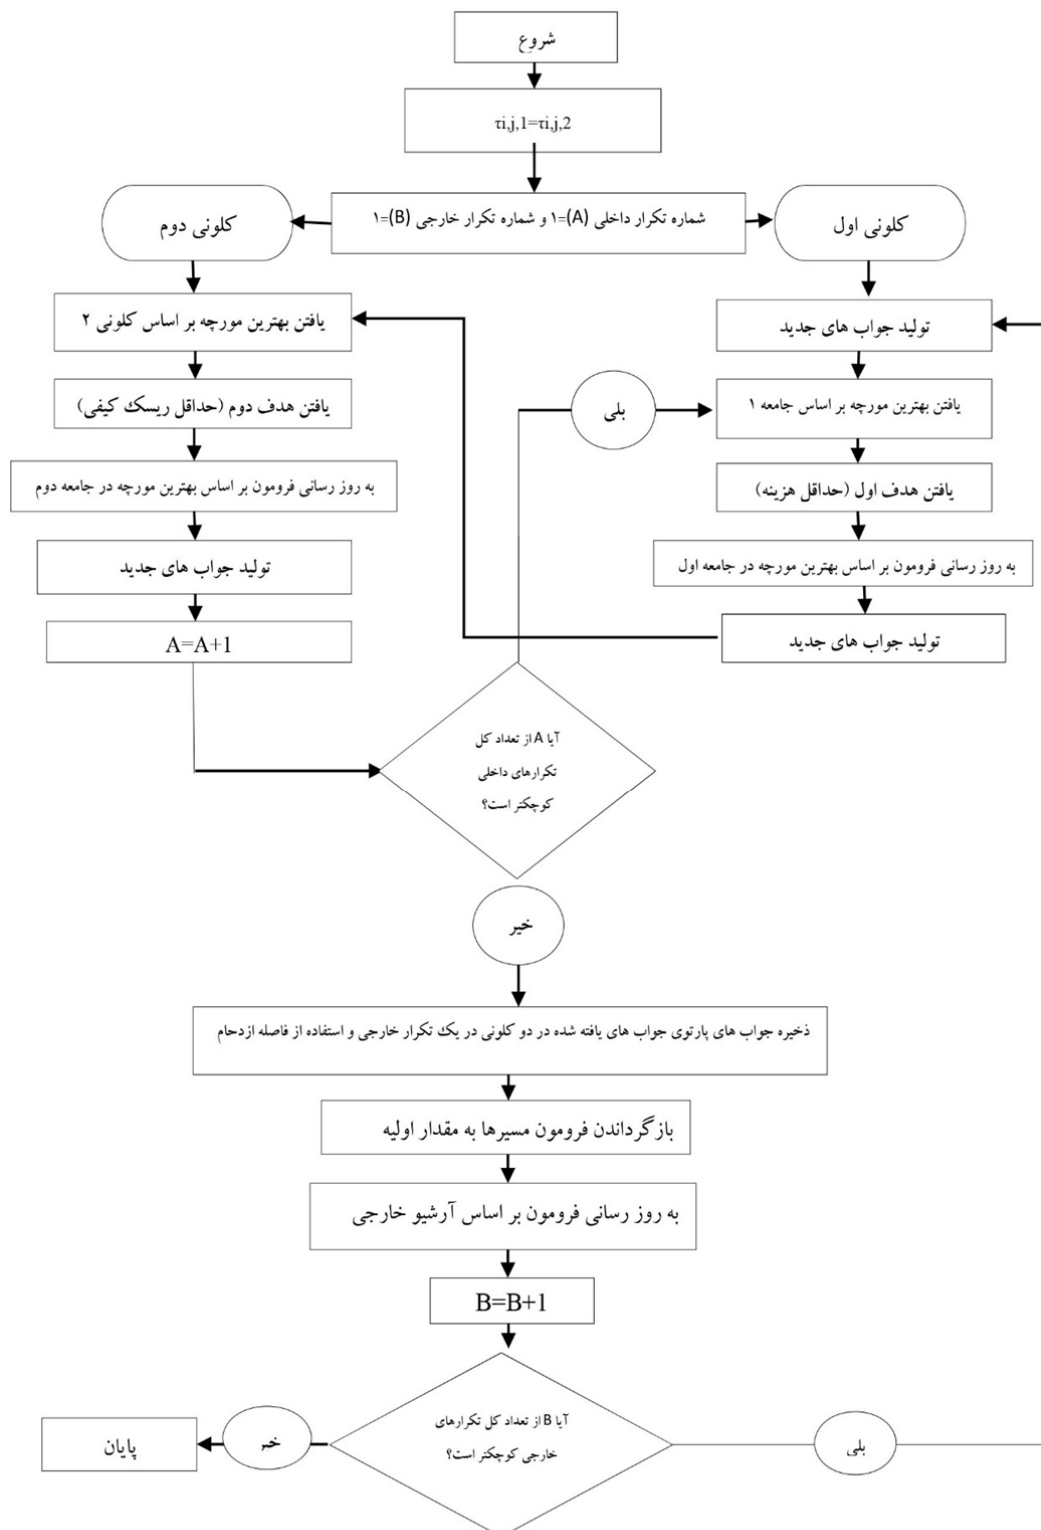 شروع
τi,j,1=τi,j,2
شماره تکرار داخلی (A)=۱ و شماره تکرار خارجی (B)=۱
کلونی اول
کلونی دوم
تولید جواب های جدید
یافتن بهترین مورچه بر اساس جامعه ۱
یافتن هدف اول (حداقل هزینه)
به روز رسانی فرومون بر اساس بهترین مورچه در جامعه اول
تولید جواب های جدید
یافتن بهترین مورچه بر اساس کلونی ۲
یافتن هدف دوم (حداقل ریسک کیفی)
به روز رسانی فرومون بر اساس بهترین مورچه در جامعه دوم
تولید جواب های جدید
A=A+1
بلی
آیا A از تعداد کل
تکرارهای داخلی
کوچکتر است؟
خیر
ذخیره جواب های پارتوی جواب های یافته شده در دو کلونی در یک تکرار خارجی و استفاده از فاصله ازدحام
بازگرداندن فرومون مسیرها به مقدار اولیه
به روز رسانی فرومون بر اساس آرشیو خارجی
B=B+1
آیا B از تعداد کل تکرارهای
خارجی کوچکتر است؟
بلی
خیر
پایان